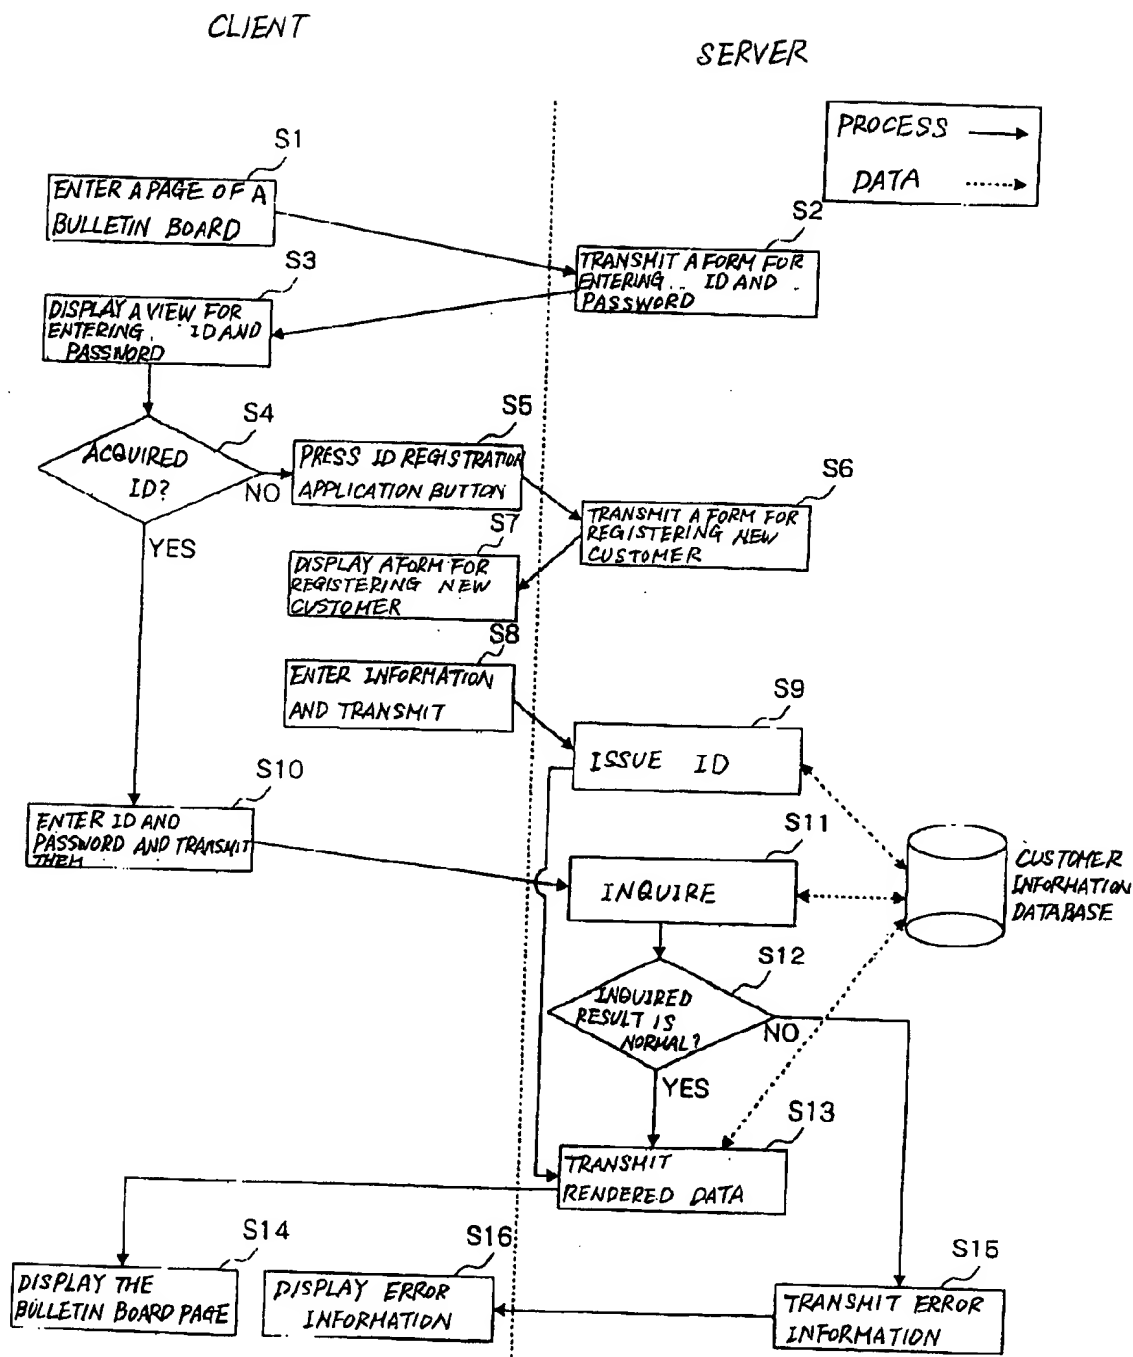 CLIENT
SERVER
PROCESS
DATA
S1
ENTER A PAGE OF A
BULLETIN BOARD
S2
TRANSMIT A FORM FOR
ENTERING.. ID AND
PASSWORD
S3
DISPLAY A VIEW FOR
ENTERING. ID AND
PASSWORD
S4
ACQUIRED
ID?
NO
YES
S5
PRESS ID REGISTRATION
APPLICATION BUTTON
S6
TRANSMIT A FORM FOR
REGISTERING NEW
CUSTOMER
S7
DISPLAY A FORM FOR
REGISTERING NEW
CUSTOMER
S8
ENTER INFORMATION
AND TRANSMIT
S9
ISSUE ID
S10
ENTER ID AND
PASSWORD AND TRANSMIT
THEM
S11
INQUIRE
CUSTOMER
INFORMATION
DATABASE
S12
INQUIRED
RESULT IS
NORMAL?
NO
YES
S13
TRANSMIT
RENDERED DATA
S14
DISPLAY THE
BULLETIN BOARD PAGE
S16
DISPLAY ERROR
INFORMATION
S15
TRANSMIT ERROR
INFORMATION